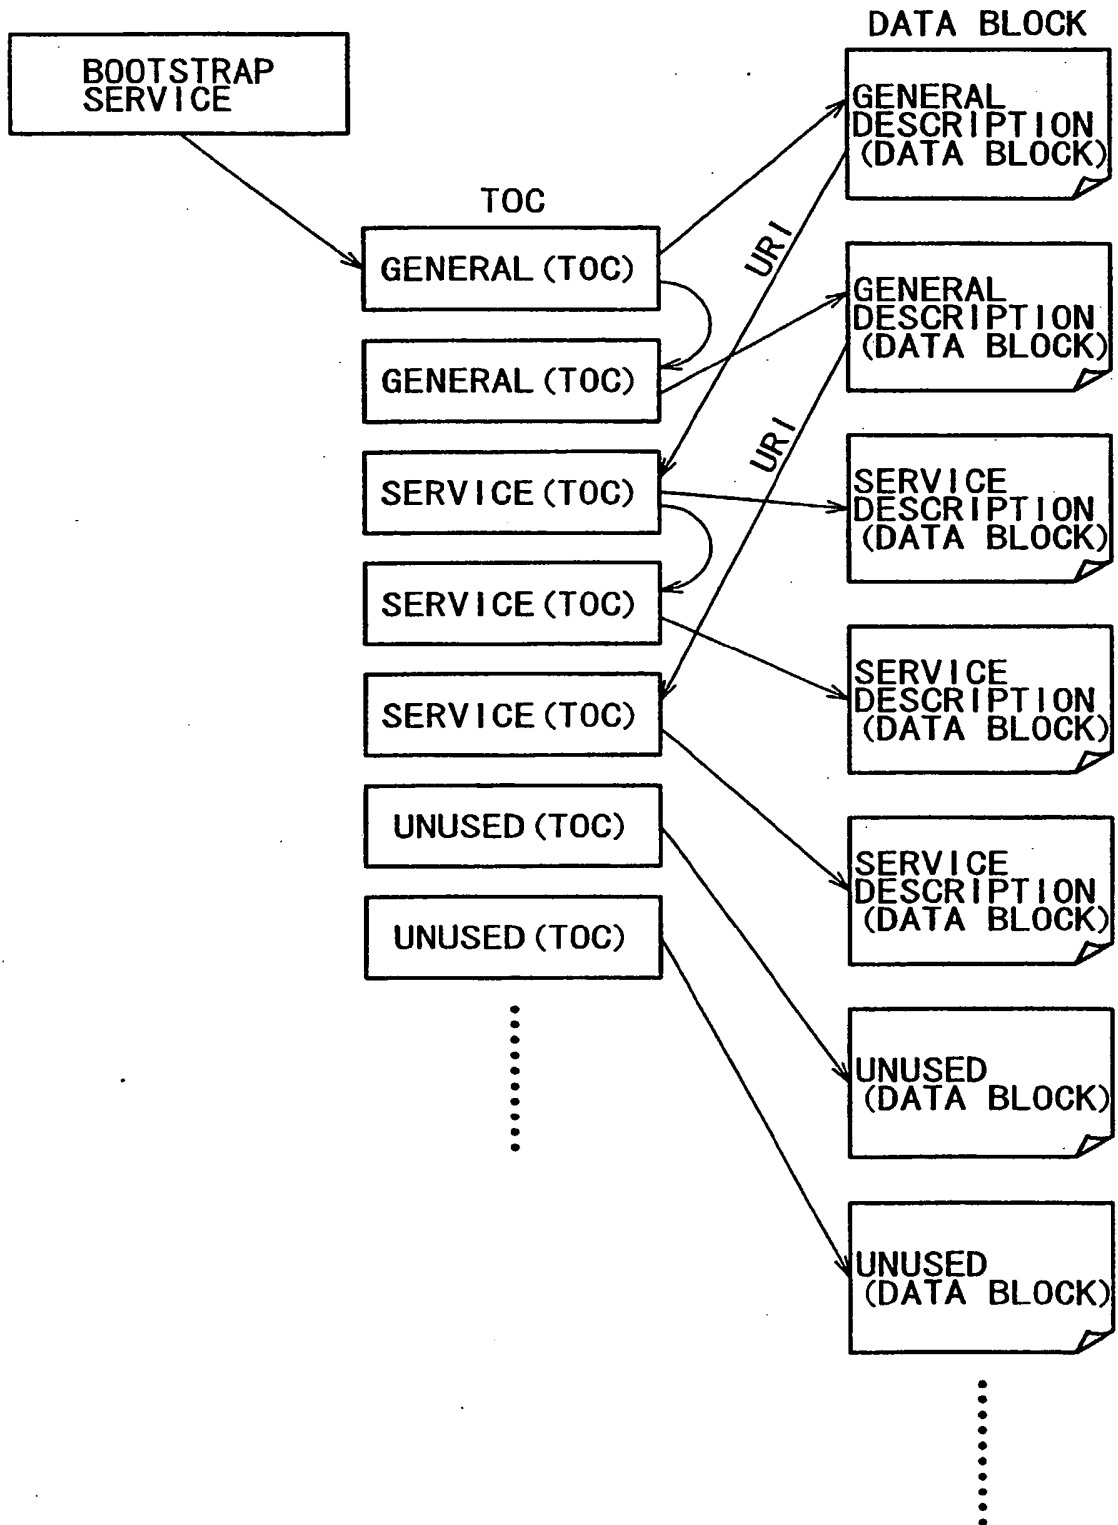 BOOTSTRAP
SERVICE
TOC
GENERAL (TOC)
GENERAL (TOC)
SERVICE (TOC)
SERVICE (TOC)
SERVICE (TOC)
UNUSED (TOC)
UNUSED (TOC)
URI
URI
DATA BLOCK
GENERAL
DESCRIPTION
(DATA BLOCK)
GENERAL
DESCRIPTION
(DATA BLOCK)
SERVICE
DESCRIPTION
(DATA BLOCK)
SERVICE
DESCRIPTION
(DATA BLOCK)
SERVICE
DESCRIPTION
(DATA BLOCK)
UNUSED
(DATA BLOCK)
UNUSED
(DATA BLOCK)